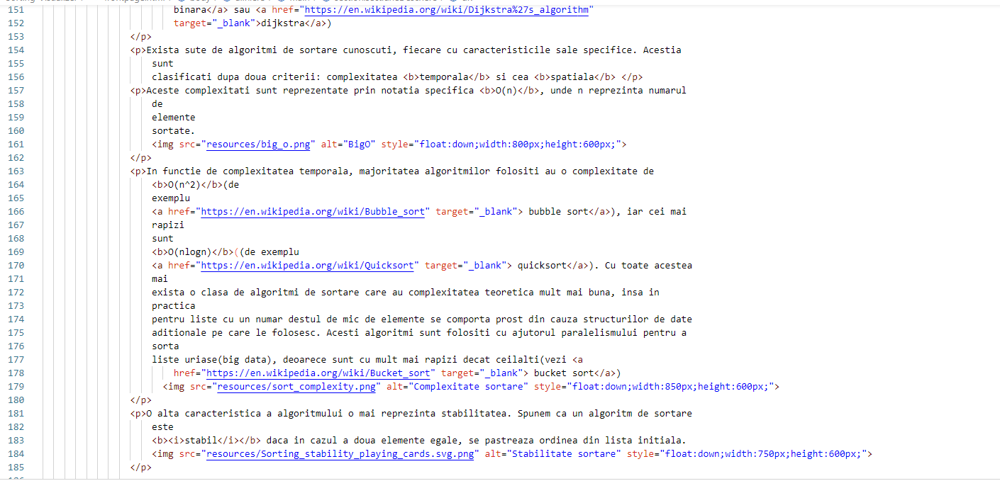 151 binara</a> sau <a href="https://en.wikipedia.org/wiki/Dijkstra%27s_algorithm"
152 target="_blank">dijkstra</a>)
153 </p>
154 <p>Exista sute de algoritmi de sortare cunoscuti, fiecare cu caracteristicile sale specifice. Acestia
155 sunt
156 clasificati dupa doua criterii: complexitatea <b>temporala</b> si cea <b>spatiala</b> </p>
157 <p>Aceste complexitati sunt reprezentate prin notatia specifica <b>O(n)</b>, unde n reprezinta numarul
158 de
159 elemente
160 sortate.
161 <img src="resources/big_o.png" alt="BigO" style="float:down;width:800px;height:600px;">
162 </p>
163 <p>In functie de complexitatea temporala, majoritatea algoritmilor folositi au o complexitate de
164 <b>O(n^2)</b>(de
165 exemplu
166 <a href="https://en.wikipedia.org/wiki/Bubble_sort" target="_blank"> bubble sort</a>), iar cei mai
167 rapizi
168 sunt
169 <b>O(nlogn)</b>((de exemplu
170 <a href="https://en.wikipedia.org/wiki/Quicksort" target="_blank"> quicksort</a>). Cu toate acestea
171 mai
172 exista o clasa de algoritmi de sortare care au complexitatea teoretica mult mai buna, insa in
173 practica
174 pentru liste cu un numar destul de mic de elemente se comporta prost din cauza structurilor de date
175 aditionale pe care le folosesc. Acesti algoritmi sunt folositi cu ajutorul paralelismului pentru a
176 sorta
177 liste uriase(big data), deoarece sunt cu mult mai rapizi decat ceilalti(vezi <a
178 href="https://en.wikipedia.org/wiki/Bucket_sort" target="_blank"> bucket sort</a>)
179 <img src="resources/sort_complexity.png" alt="Complexitate sortare" style="float:down;width:850px;height:600px;">
180 </p>
181 <p>O alta caracteristica a algoritmului o mai reprezinta stabilitatea. Spunem ca un algoritm de sortare
182 este
183 <b><i>stabil</i></b> daca in cazul a doua elemente egale, se pastreaza ordinea din lista initiala.
184 <img src="resources/Sorting_stability_playing_cards.svg.png" alt="Stabilitate sortare" style="float:down;width:750px;height:600px;">
185 </p>